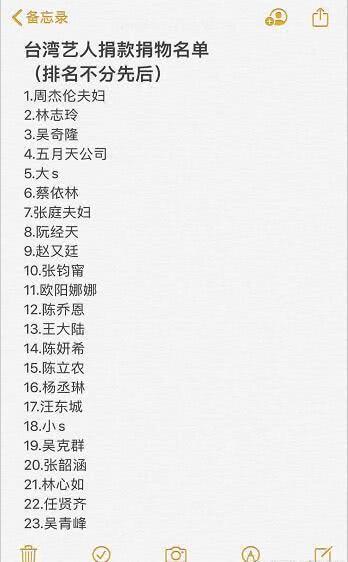 备忘录
台湾艺人捐款捐物名单
（排名不分先后）
1.周杰伦夫妇
2.林志玲
3.吴奇隆
4.五月天公司
5.大s
6.蔡依林
7.张庭夫妇
8.阮经天
9.赵又廷
10.张钧甯
11.欧阳娜娜
12.陈乔恩
13.王大陆
14.陈妍希
15.陈立农
16.杨丞琳
17.汪东城
18.小s
19.吴克群
20.张韶涵
21.林心如
22.任贤齐
23.吴青峰